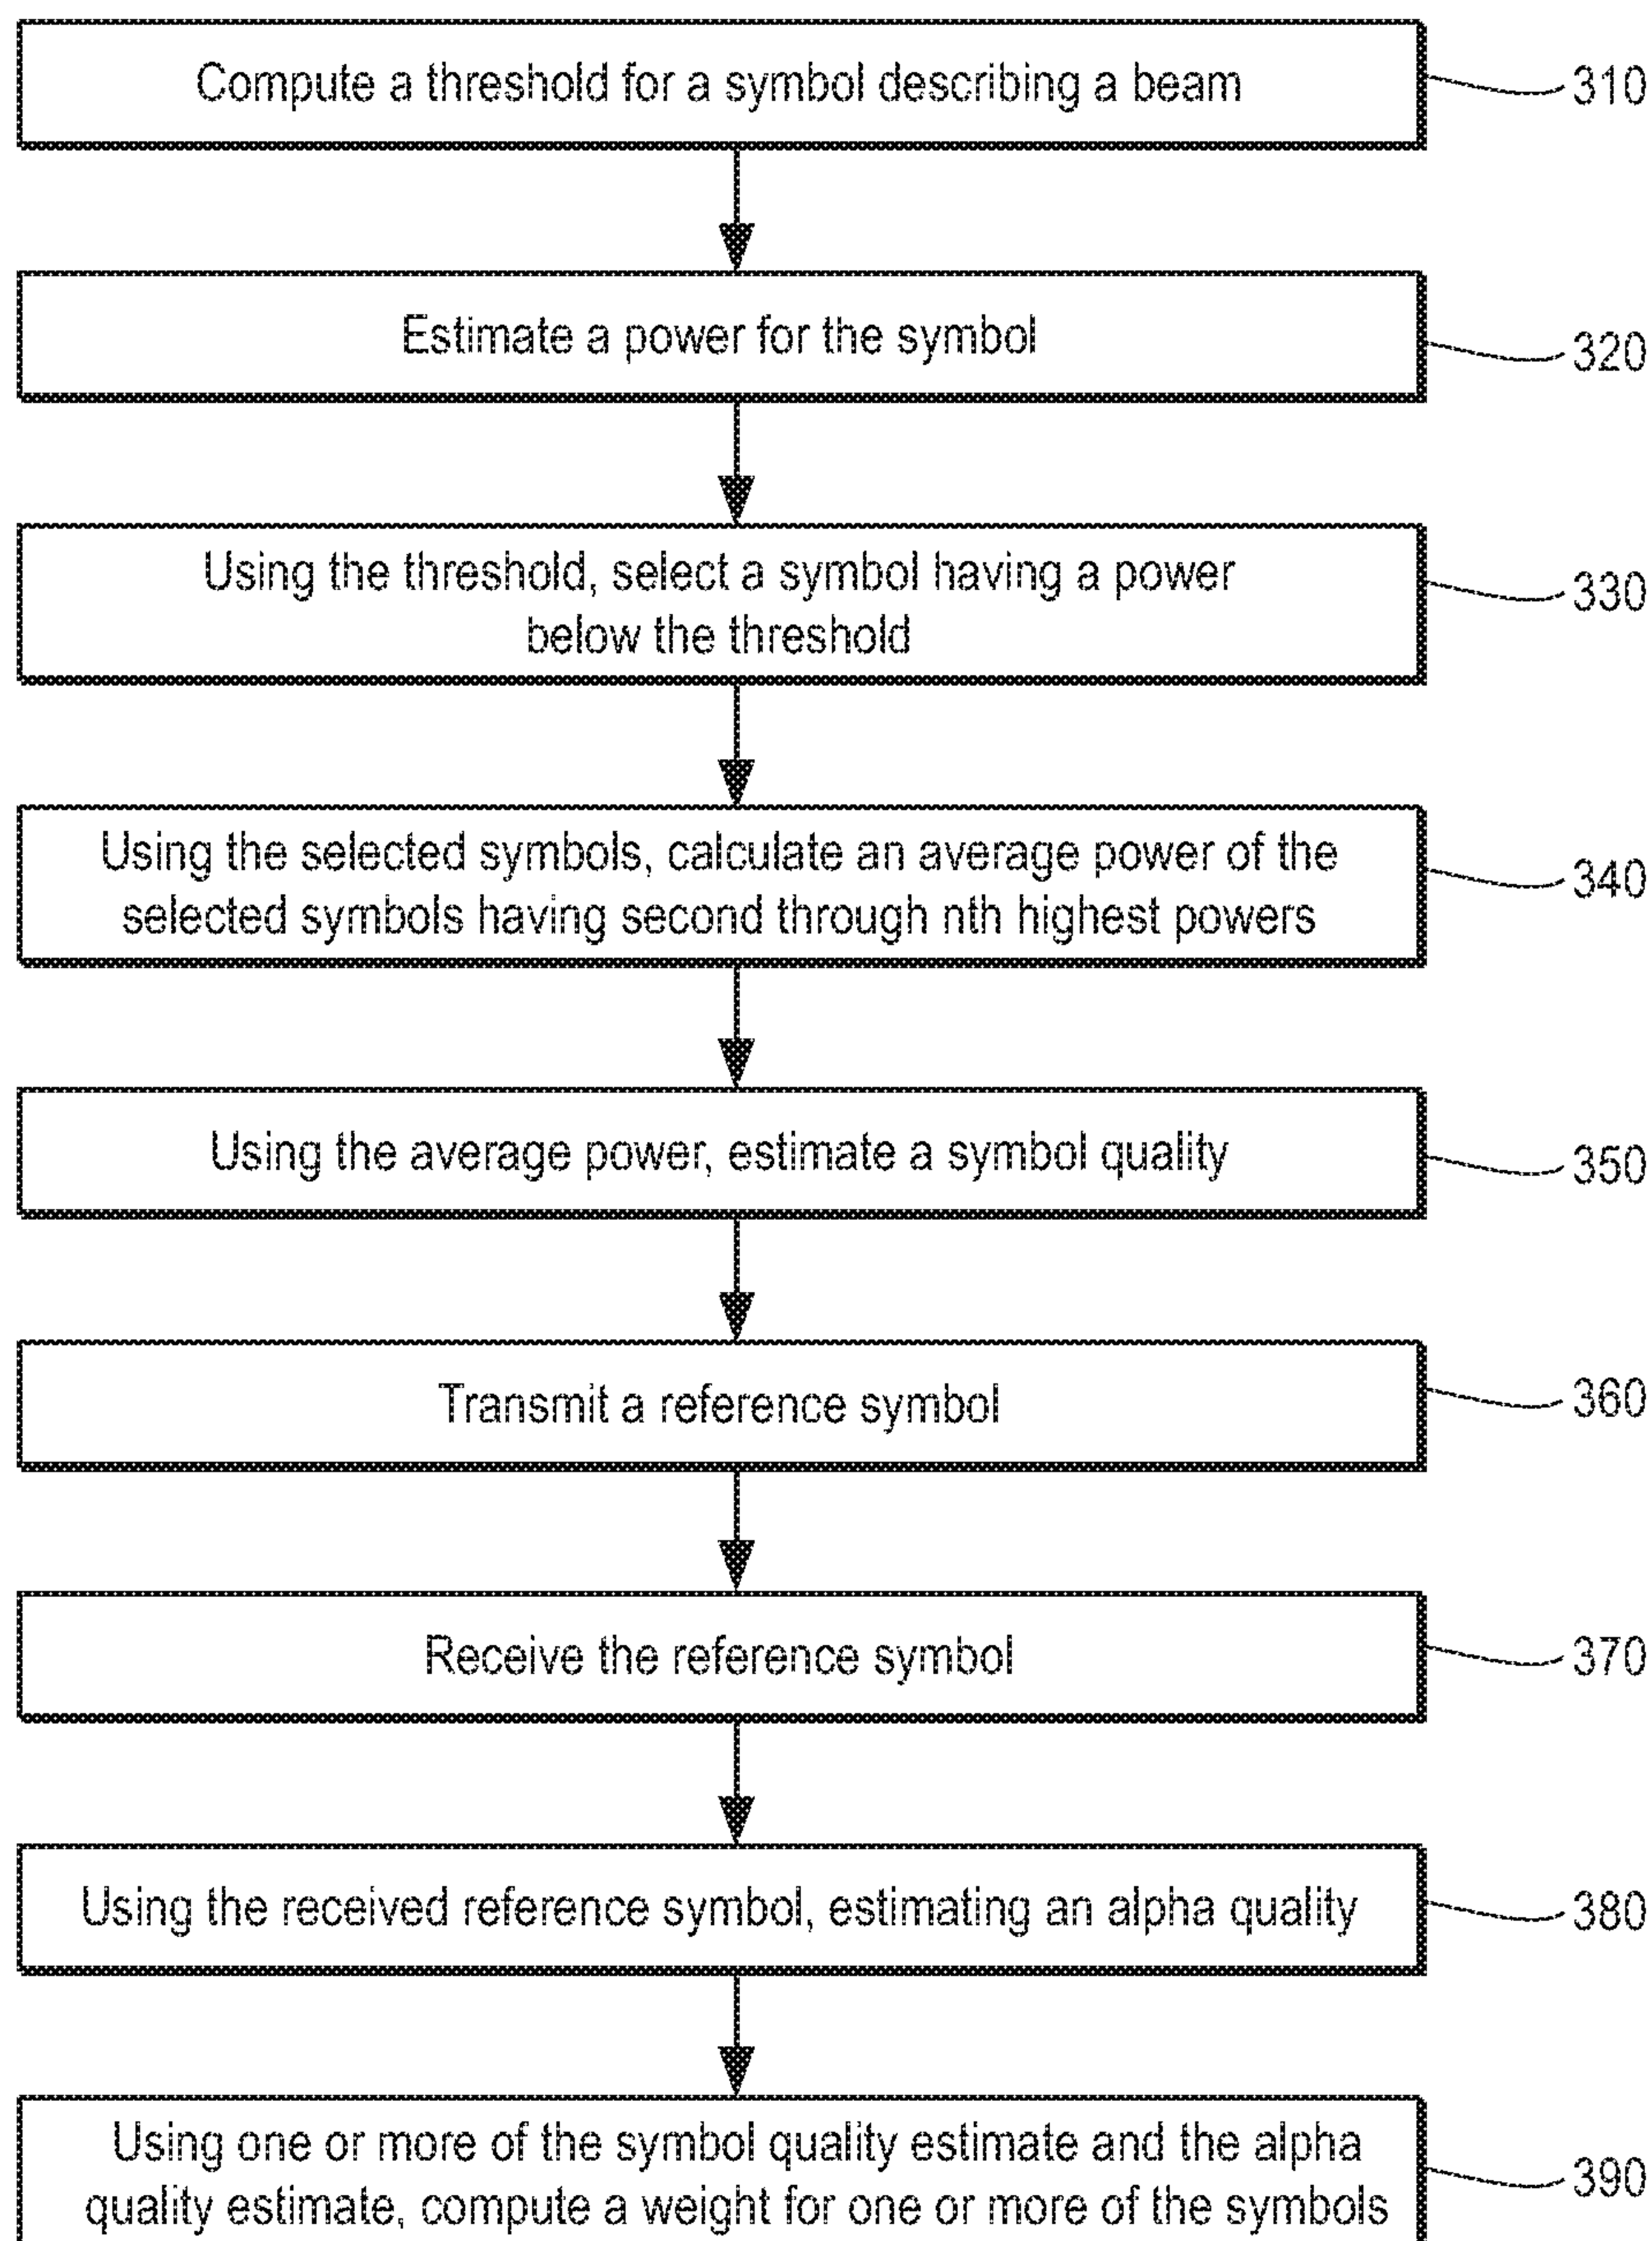 Compute a threshold for a symbol describing a beam
310
Estimate a power for the symbol
320
Using the threshold, select a symbol having a power
below the threshold
330
Using the selected symbols, calculate an average power of the
selected symbols having second through nth highest powers
340
Using the average power, estimate a symbol quality
350
Transmit a reference symbol
360
Receive the reference symbol
370
Using the received reference symbol, estimating an alpha quality
380
Using one or more of the symbol quality estimate and the alpha
quality estimate, compute a weight for one or more of the symbols
390